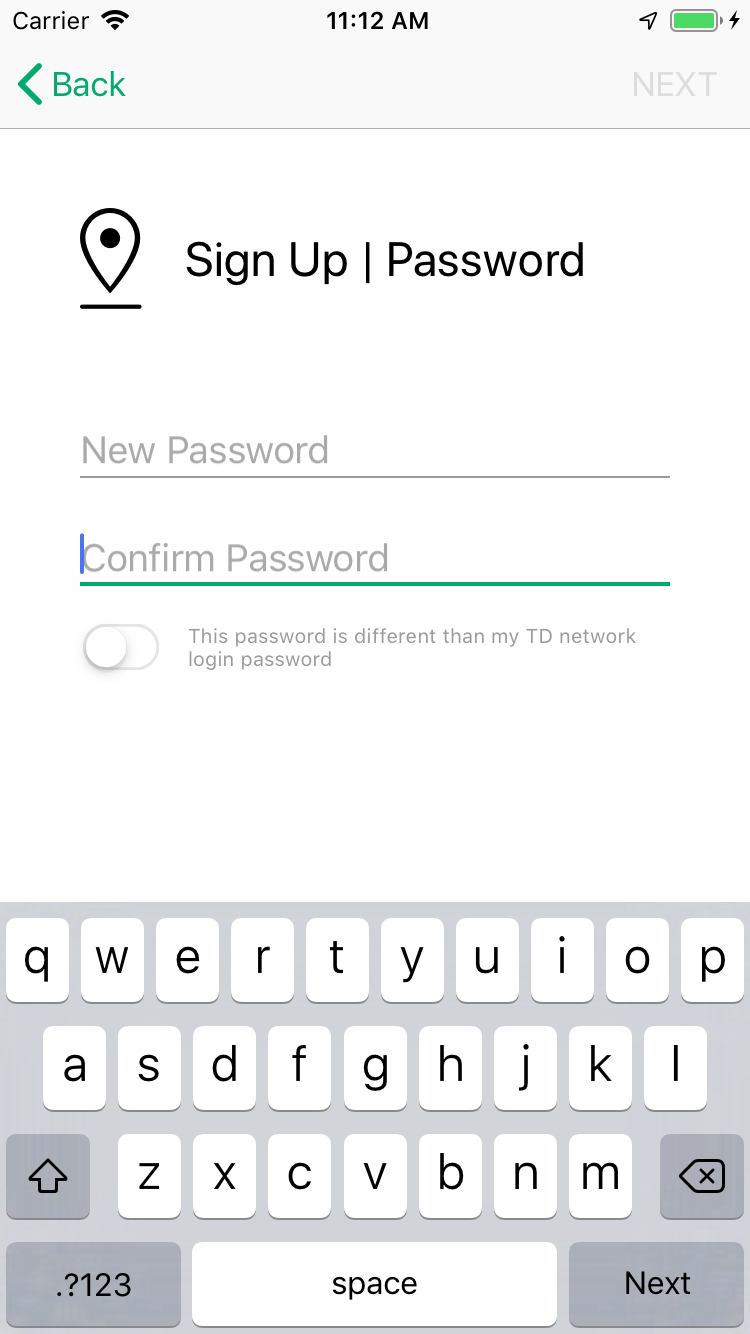 Carrier 11:12 AM
Back NEXT
Sign Up | Password
New Password
Confirm Password
This password is different than my TD network
login password
q w e r t y u i o p
a s d f g h j k l
z x c v b n m
.?123 space Next